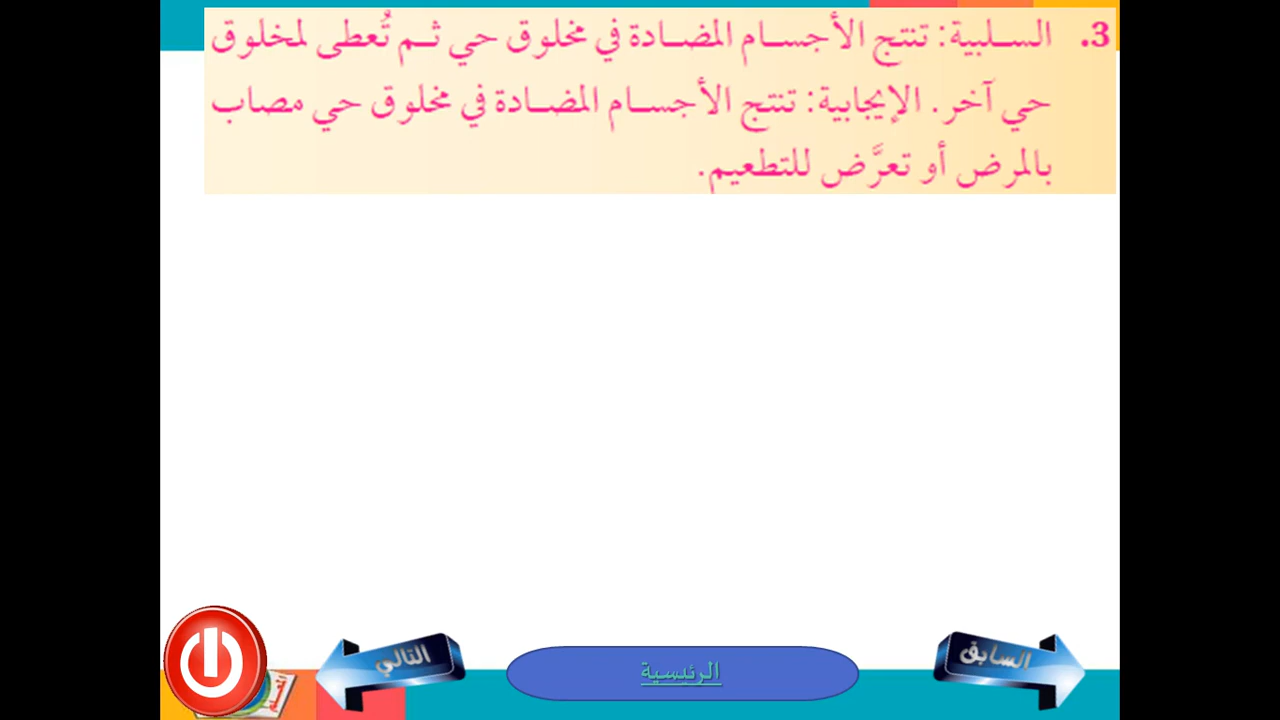 3. السلبية: تنتج الأجسام المضادة في مخلوق حي ثم تُعطى لمخلوق
حي آخر. الإيجابية: تنتج الأجسام المضادة في مخلوق حي مصاب
بالمرض أو تعرَّض للتطعيم.
السابق
الرئيسية
التالي